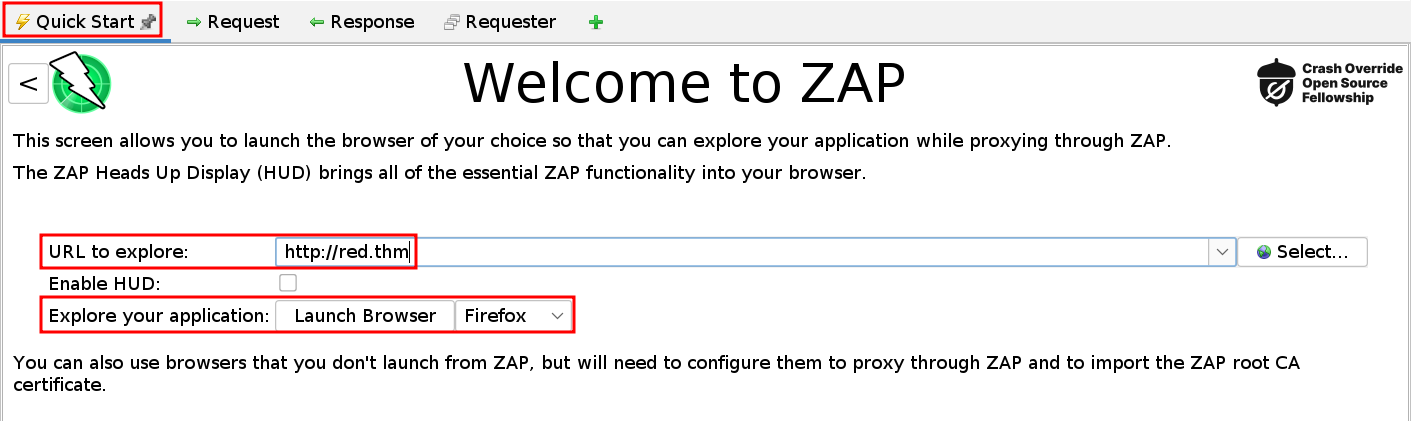 Quick Start Request Response Requester
< Welcome to ZAP Crash Override Open Source Fellowship
This screen allows you to launch the browser of your choice so that you can explore your application while proxying through ZAP.
The ZAP Heads Up Display (HUD) brings all of the essential ZAP functionality into your browser.
URL to explore: http://red.thm Select...
Enable HUD:
Explore your application: Launch Browser Firefox
You can also use browsers that you don't launch from ZAP, but will need to configure them to proxy through ZAP and to import the ZAP root CA
certificate.